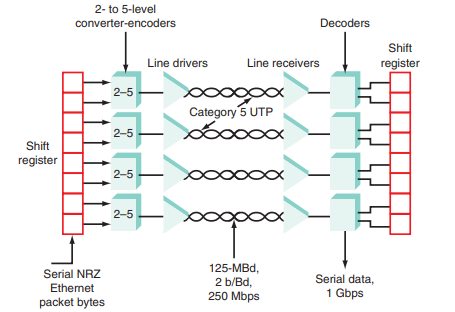 2- to 5-level
converter-encoders
Decoders
Line drivers
Line receivers
Shift
register
2–5
Category 5 UTP
2–5
Shift
register
2–5
2–5
Serial NRZ
Ethernet
packet bytes
125-MBd,
2 b/Bd,
250 Mbps
Serial data,
1 Gbps